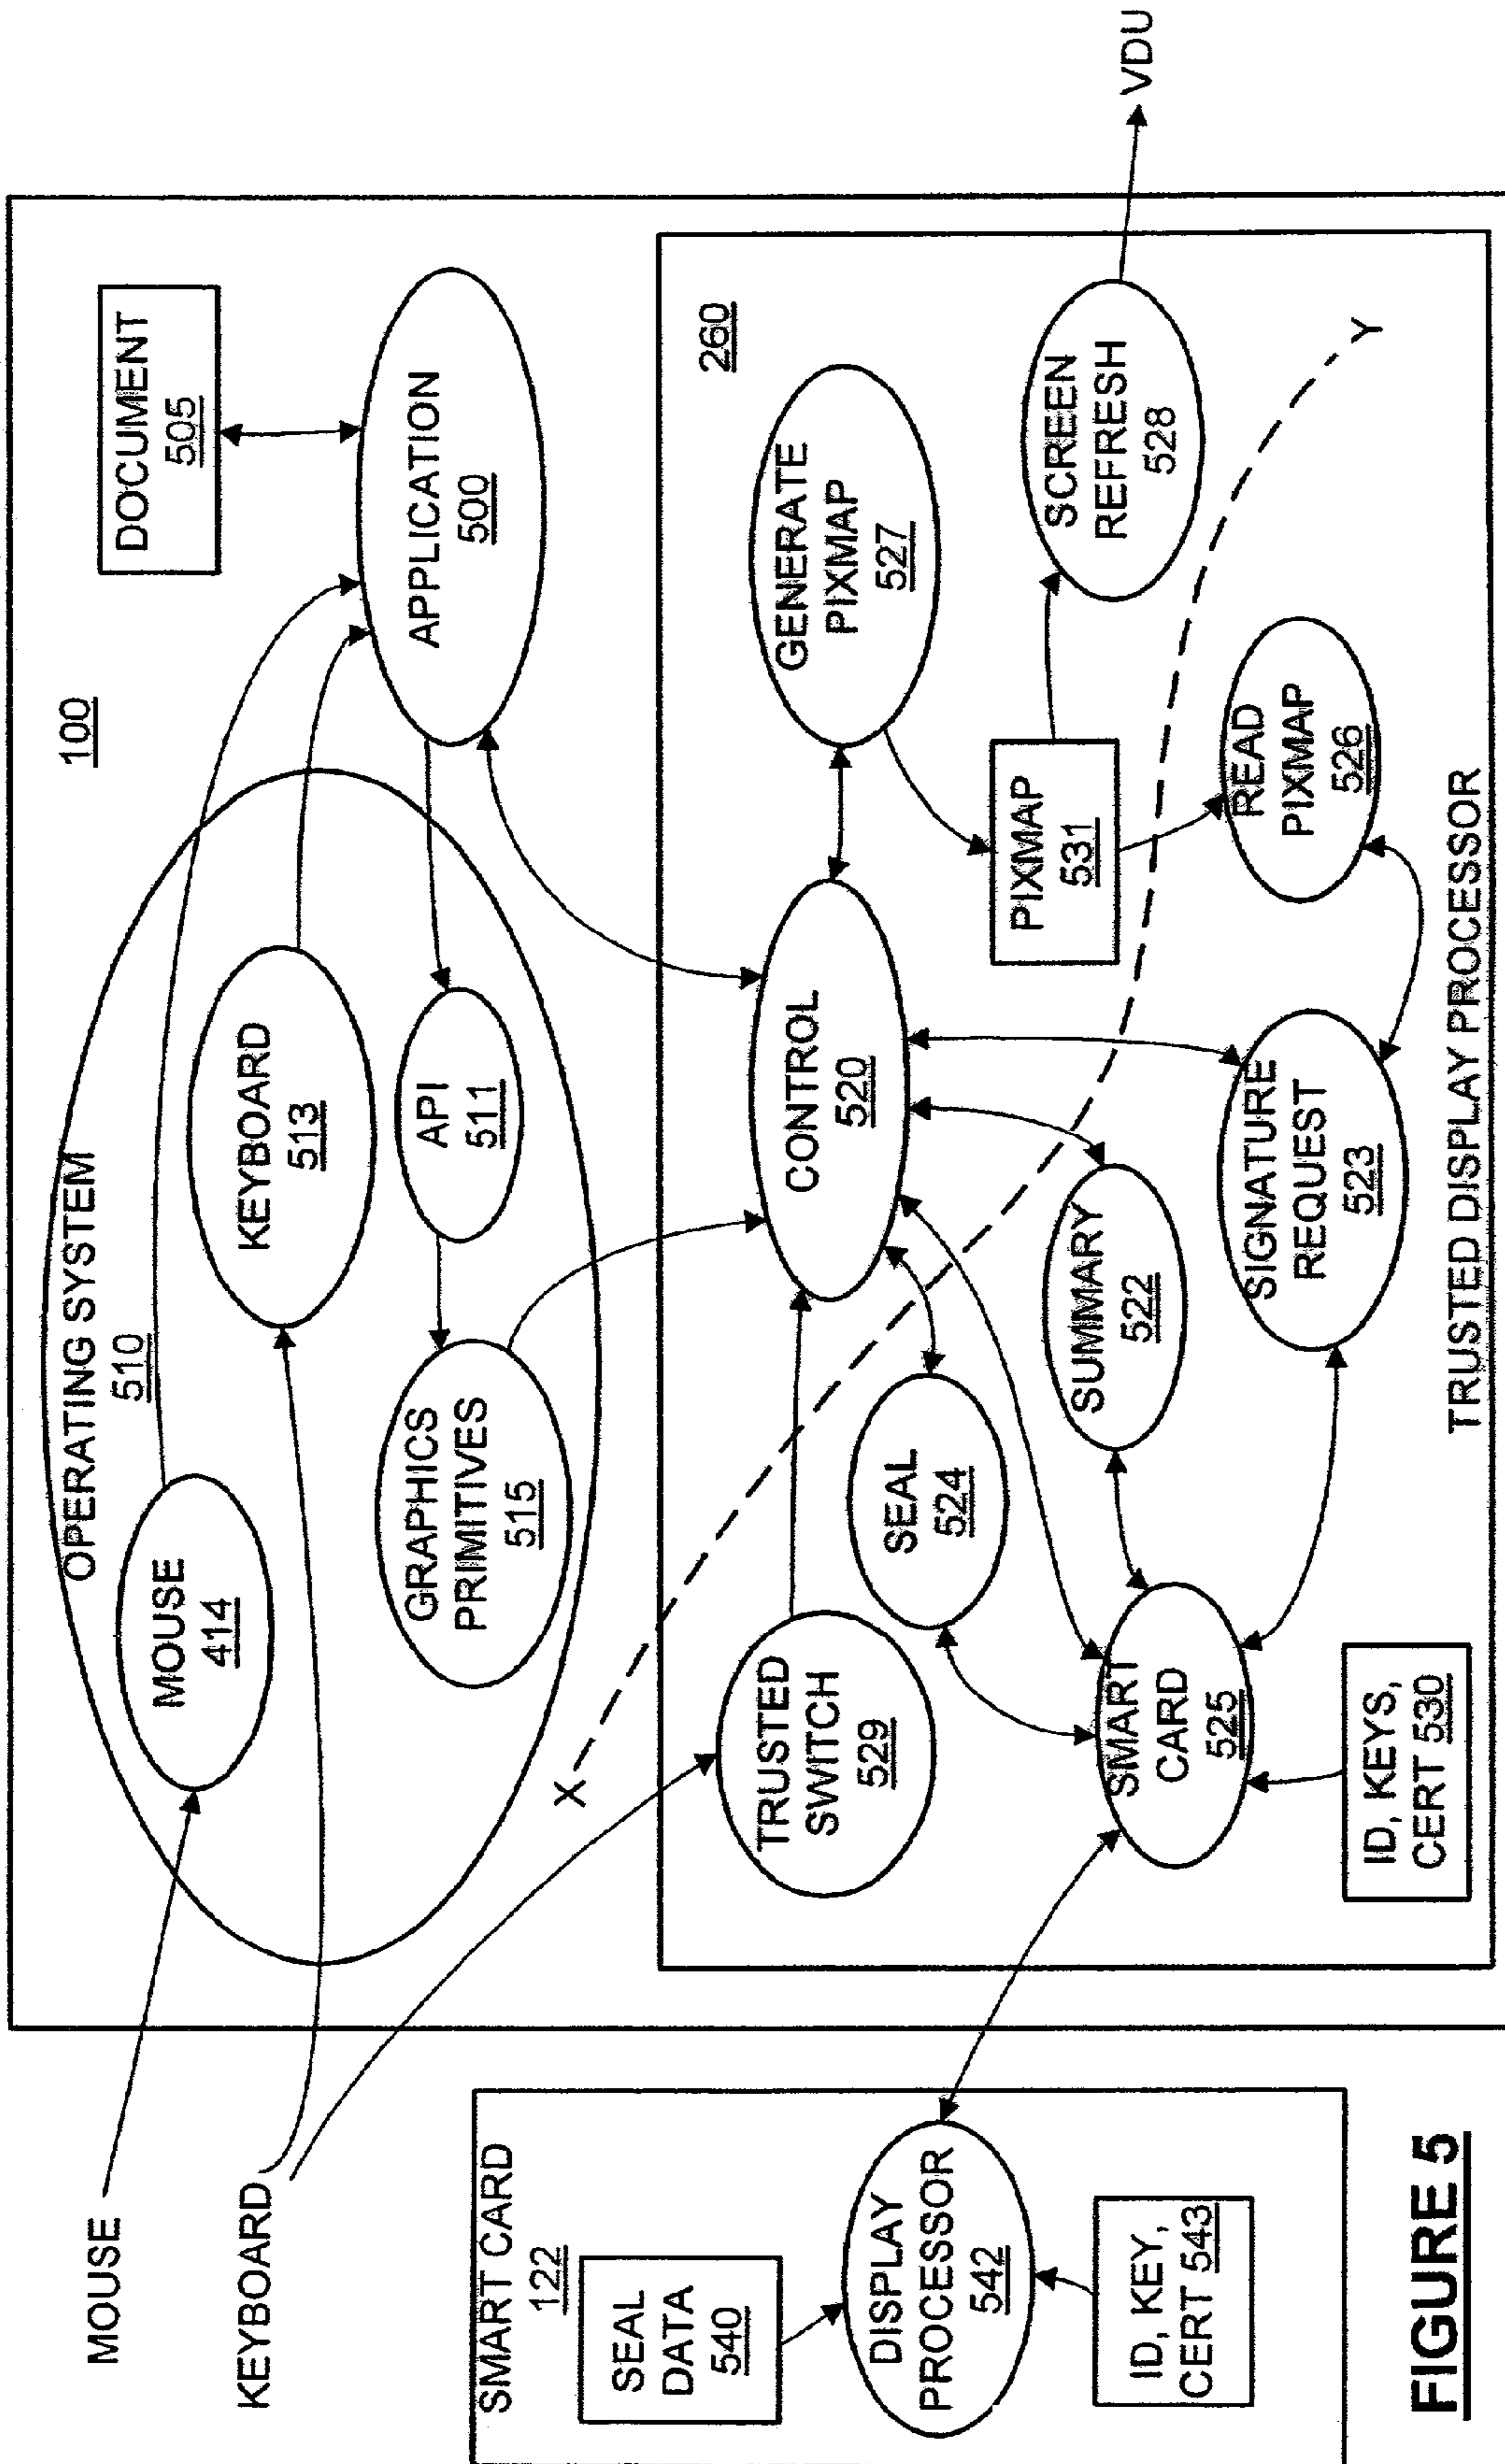 MOUSE
KEYBOARD
SMART CARD
122
SEAL
DATA
540
DISPLAY
PROCESSOR
542
ID, KEY,
CERT 543
FIGURE 5
100
OPERATING SYSTEM
510
MOUSE
414
KEYBOARD
513
GRAPHICS
PRIMITIVES
515
API
511
DOCUMENT
505
APPLICATION
500
X
260
TRUSTED
SWITCH
529
SEAL
524
CONTROL
520
GENERATE
PIXMAP
527
SMART
CARD
525
SUMMARY
522
PIXMAP
531
SCREEN
REFRESH
528
SIGNATURE
REQUEST
523
READ
PIXMAP
526
ID, KEYS,
CERT 530
Y
TRUSTED DISPLAY PROCESSOR
VDU